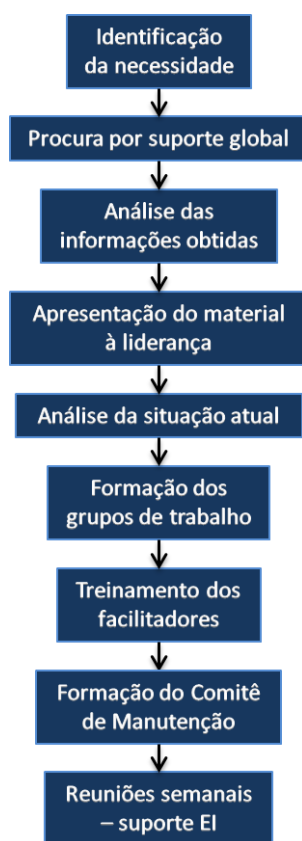 Identificação
da necessidade
Procura por suporte global
Análise das
informações obtidas
Apresentação do material
à liderança
Análise da situação atual
Formação dos
grupos de trabalho
Treinamento dos
facilitadores
Formação do Comitê
de Manutenção
Reuniões semanais
– suporte EI